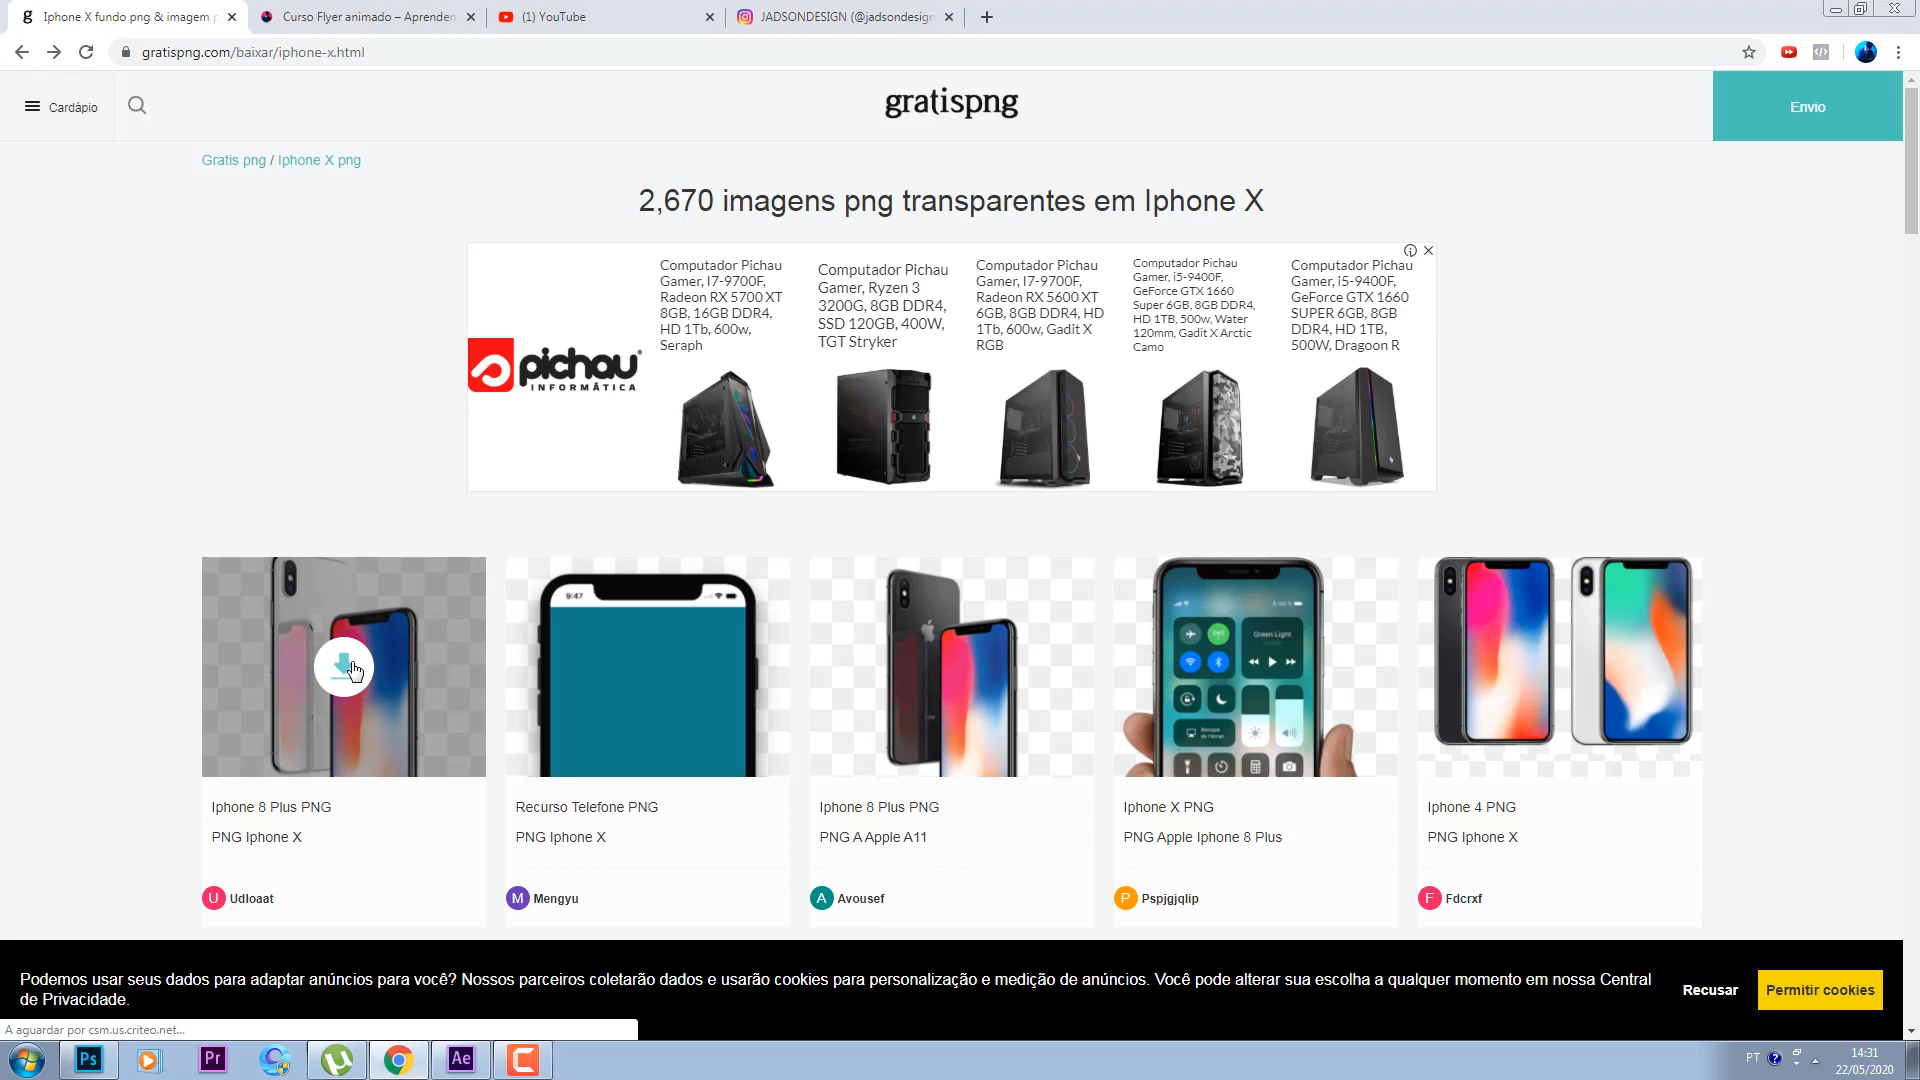 Iphone X fundo png & imagem p
Curso Flyer animado – Aprenden
(1) YouTube
JADSONDESIGN (@jadsondesign
gratispng.com/baixar/iphone-x.html
Cardápio
gratispng
Envio
Gratis png / Iphone X png
2,670 imagens png transparentes em Iphone X
pichau
INFORMÁTICA
Computador Pichau
Gamer, I7-9700F,
Radeon RX 5700 XT
8GB, 16GB DDR4,
HD 1Tb, 600w,
Seraph
Computador Pichau
Gamer, Ryzen 3
3200G, 8GB DDR4,
SSD 120GB, 400W,
TGT Stryker
Computador Pichau
Gamer, I7-9700F,
Radeon RX 5600 XT
6GB, 8GB DDR4, HD
1Tb, 600w, Gadit X
RGB
Computador Pichau
Gamer, i5-9400F,
GeForce GTX 1660
Super 6GB, 8GB DDR4,
HD 1TB, 500w, Water
120mm, Gadit X Arctic
Camo
Computador Pichau
Gamer, i5-9400F,
GeForce GTX 1660
SUPER 6GB, 8GB
DDR4, HD 1TB,
500W, Dragoon R
9:47
Green Light
Iphone 8 Plus PNG
PNG Iphone X
U Udloaat
Recurso Telefone PNG
PNG Iphone X
M Mengyu
Iphone 8 Plus PNG
PNG A Apple A11
A Avousef
Iphone X PNG
PNG Apple Iphone 8 Plus
P Pspjgjqlip
Iphone 4 PNG
PNG Iphone X
F Fdcrxf
Podemos usar seus dados para adaptar anúncios para você? Nossos parceiros coletarão dados e usarão cookies para personalização e medição de anúncios. Você pode alterar sua escolha a qualquer momento em nossa Central
de Privacidade.
Recusar
Permitir cookies
A aguardar por csm.us.criteo.net...
Ps
Pr
Ae
PT
14:31
22/05/2020